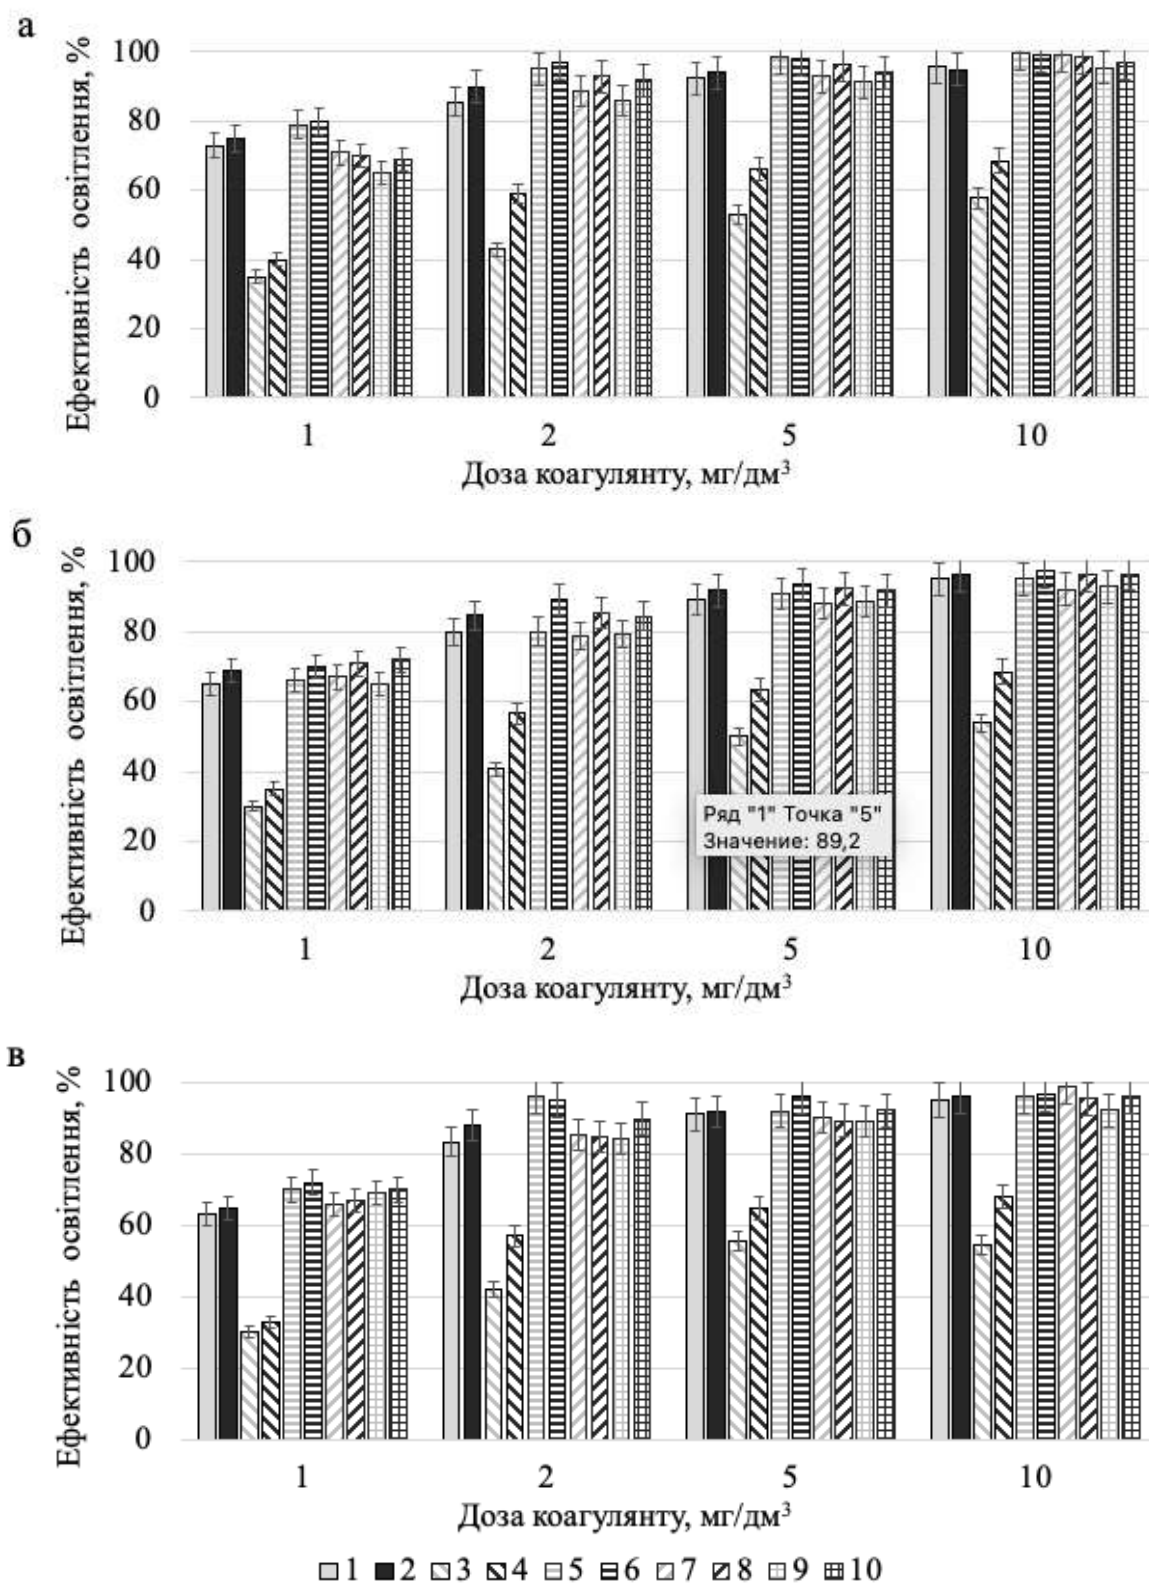 а
Ефективність освітлення, %
100
80
60
40
20
0
1 2 5 10
Доза коагулянту, мг/дм³
б
Ефективність освітлення, %
100
80
60
40
20
0
Ряд "1" Точка "5"
Значение: 89,2
1 2 5 10
Доза коагулянту, мг/дм³
в
Ефективність освітлення, %
100
80
60
40
20
0
1 2 5 10
Доза коагулянту, мг/дм³
1 2 3 4 5 6 7 8 9 10